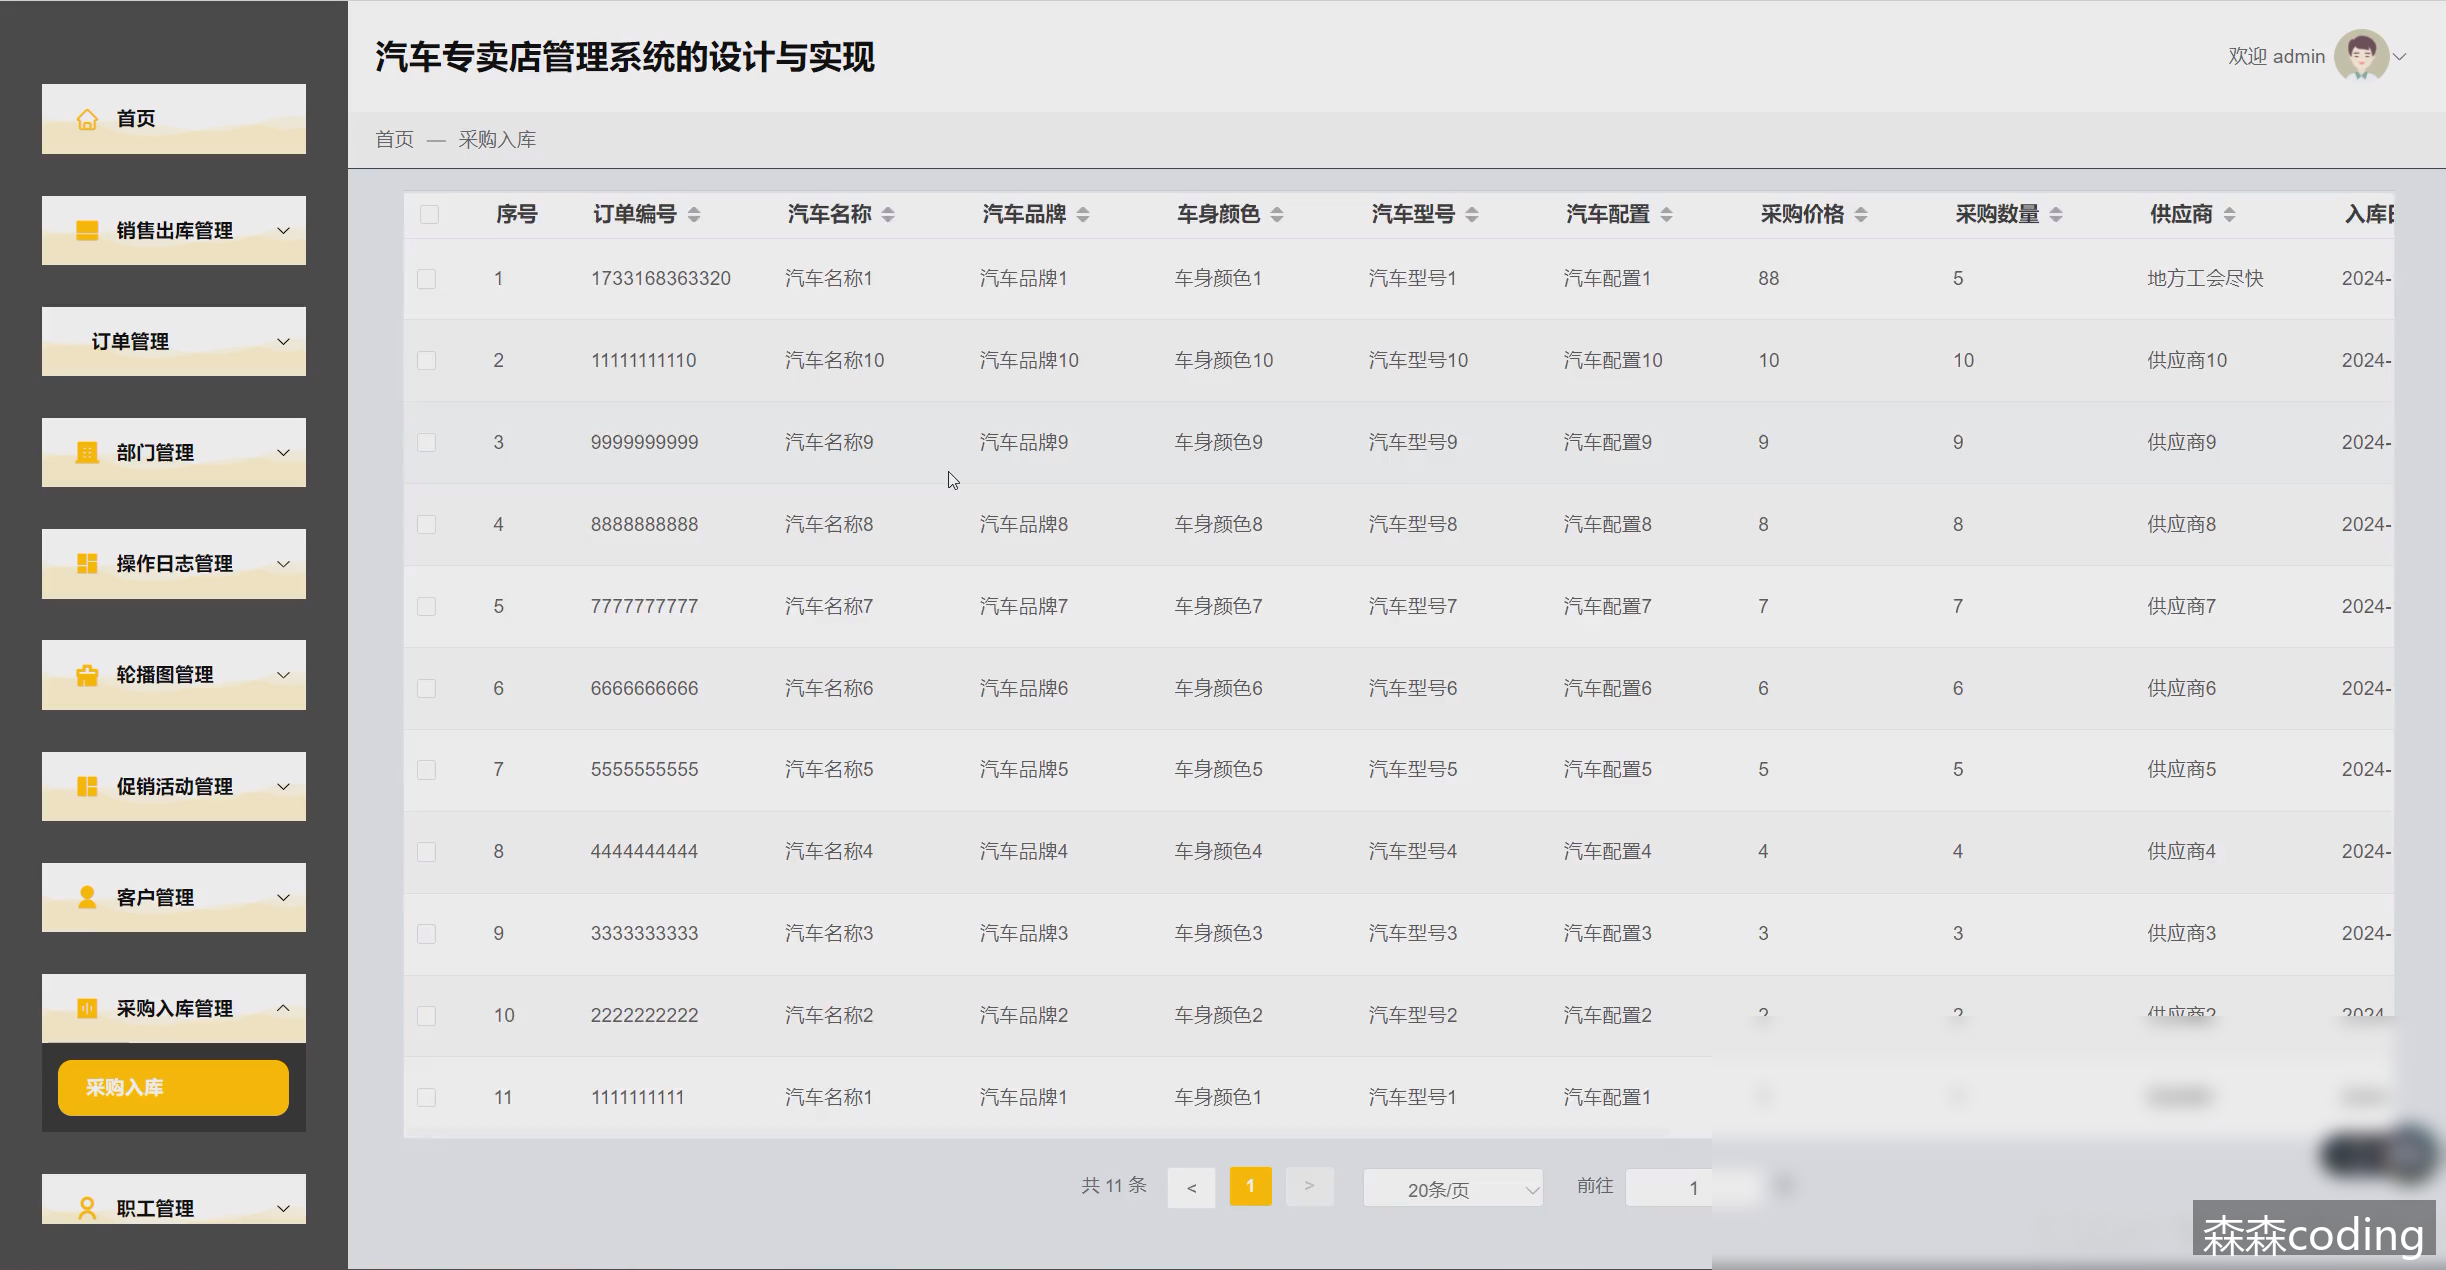 汽车专卖店管理系统的设计与实现
欢迎 admin
首页 — 采购入库
首页
销售出库管理
订单管理
部门管理
操作日志管理
轮播图管理
促销活动管理
客户管理
采购入库管理
采购入库
职工管理
序号 订单编号 汽车名称 汽车品牌 车身颜色 汽车型号 汽车配置 采购价格 采购数量 供应商 入库
1 1733168363320 汽车名称1 汽车品牌1 车身颜色1 汽车型号1 汽车配置1 88 5 地方工会尽快 2024-
2 11111111110 汽车名称10 汽车品牌10 车身颜色10 汽车型号10 汽车配置10 10 10 供应商10 2024-
3 9999999999 汽车名称9 汽车品牌9 车身颜色9 汽车型号9 汽车配置9 9 9 供应商9 2024-
4 8888888888 汽车名称8 汽车品牌8 车身颜色8 汽车型号8 汽车配置8 8 8 供应商8 2024-
5 7777777777 汽车名称7 汽车品牌7 车身颜色7 汽车型号7 汽车配置7 7 7 供应商7 2024-
6 6666666666 汽车名称6 汽车品牌6 车身颜色6 汽车型号6 汽车配置6 6 6 供应商6 2024-
7 5555555555 汽车名称5 汽车品牌5 车身颜色5 汽车型号5 汽车配置5 5 5 供应商5 2024-
8 4444444444 汽车名称4 汽车品牌4 车身颜色4 汽车型号4 汽车配置4 4 4 供应商4 2024-
9 3333333333 汽车名称3 汽车品牌3 车身颜色3 汽车型号3 汽车配置3 3 3 供应商3 2024-
10 2222222222 汽车名称2 汽车品牌2 车身颜色2 汽车型号2 汽车配置2 2 2 供应商2 2024-
11 1111111111 汽车名称1 汽车品牌1 车身颜色1 汽车型号1 汽车配置1
共 11 条 < 1 > 20条/页 前往 1
森森coding